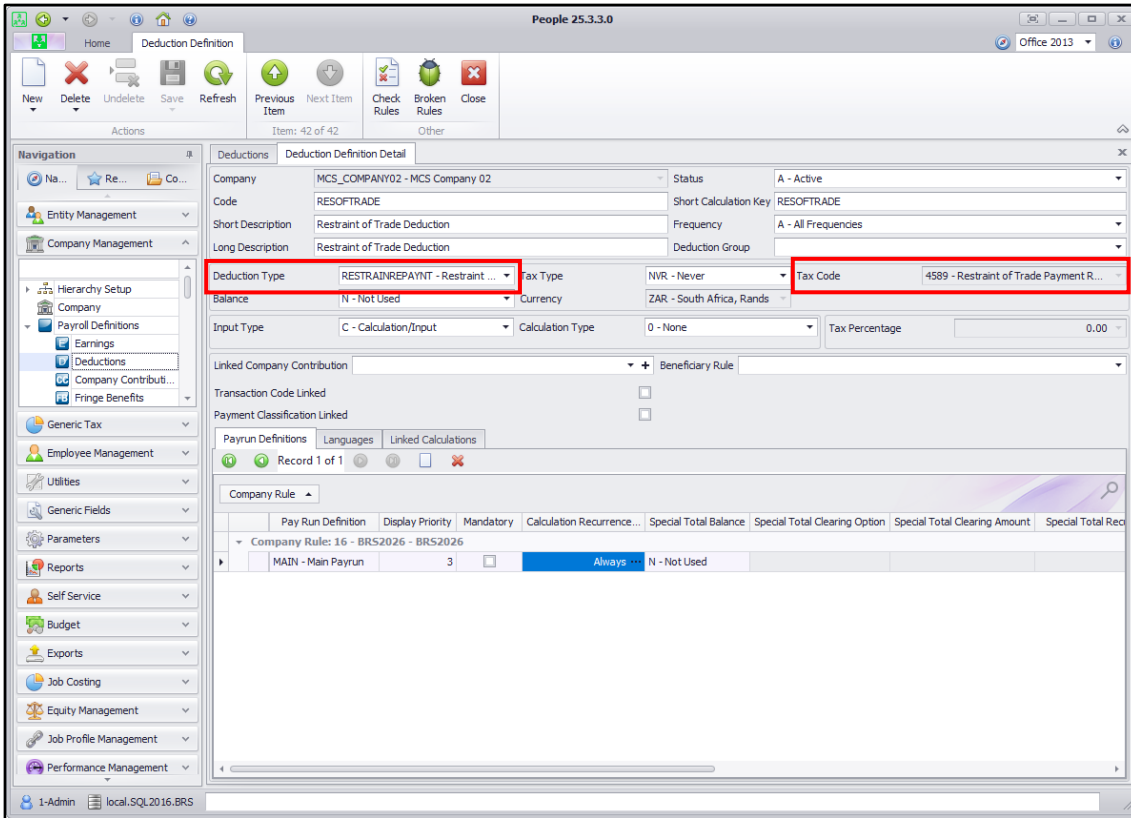 People 25.3.3.0
Home
Deduction Definition
Office 2013
New
Delete
Undelete
Save
Refresh
Previous Item
Next Item
Check Rules
Broken Rules
Close
Actions
Item: 42 of 42
Other
Navigation
Na...
Re...
Co...
Entity Management
Company Management
Hierarchy Setup
Company
Payroll Definitions
Earnings
Deductions
Company Contributi...
Fringe Benefits
Generic Tax
Employee Management
Utilities
Generic Fields
Parameters
Reports
Self Service
Budget
Exports
Job Costing
Equity Management
Job Profile Management
Performance Management
Deductions
Deduction Definition Detail
Company MCS_COMPANY02 - MCS Company 02 Status A - Active
Code RESOFTRADE Short Calculation Key RESOFTRADE
Short Description Restraint of Trade Deduction Frequency A - All Frequencies
Long Description Restraint of Trade Deduction Deduction Group
Deduction Type RESTRAINREPAYNT - Restraint ... Tax Type NVR - Never Tax Code 4589 - Restraint of Trade Payment R...
Balance N - Not Used Currency ZAR - South Africa, Rands
Input Type C - Calculation/Input Calculation Type 0 - None Tax Percentage 0.00
Linked Company Contribution Beneficiary Rule
Transaction Code Linked
Payment Classification Linked
Payrun Definitions Languages Linked Calculations
Record 1 of 1
Company Rule
Pay Run Definition Display Priority Mandatory Calculation Recurrence... Special Total Balance Special Total Clearing Option Special Total Clearing Amount Special Total Rec
Company Rule: 16 - BRS2026 - BRS2026
MAIN - Main Payrun 3 Always ... N - Not Used
1-Admin local.SQL2016.BRS